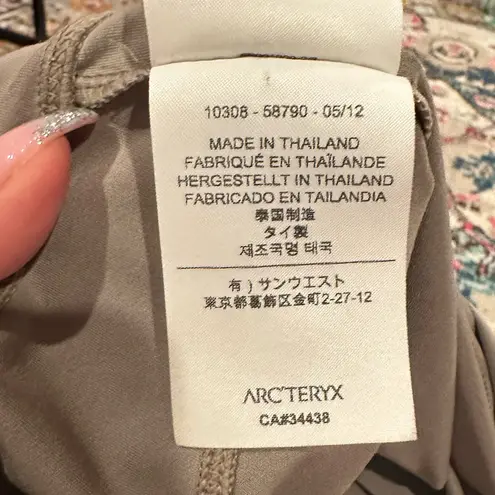 10308 - 58790 - 05/12
MADE IN THAILAND
FABRIQUÉ EN THAÏLANDE
HERGESTELLT IN THAILAND
FABRICADO EN TAILANDIA
泰国制造
タイ製
제조국명 태국
有）サンウエスト
東京都葛飾区金町2-27-12
ARC'TERYX
CA#34438